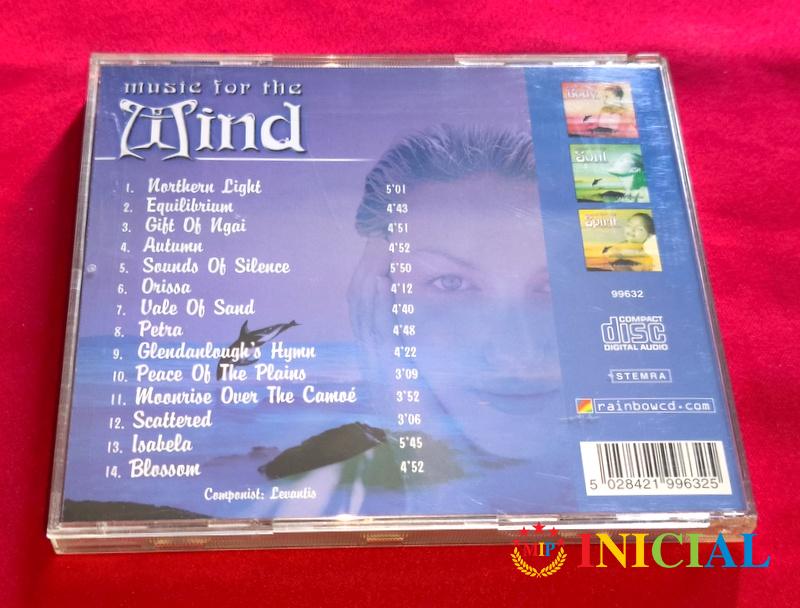 music for the
Mind
1. Northern Light 5'01
2. Equilibrium 4'43
3. Gift Of Ngai 4'51
4. Autumn 4'52
5. Sounds Of Silence 5'50
6. Orissa 4'12
7. Vale Of Sand 4'40
8. Petra 4'48
9. Glendanlough's Hymn 4'22
10. Peace Of The Plains 3'09
11. Moonrise Over The Camoé 3'52
12. Scattered 3'06
13. Isabela 5'45
14. Blossom 4'52
Componist: Levantis
Body
Soul
Spirit
99632
COMPACT
disc
DIGITAL AUDIO
STEMRA
rainbowcd.com
5 028421 996325
MIP INICIAL